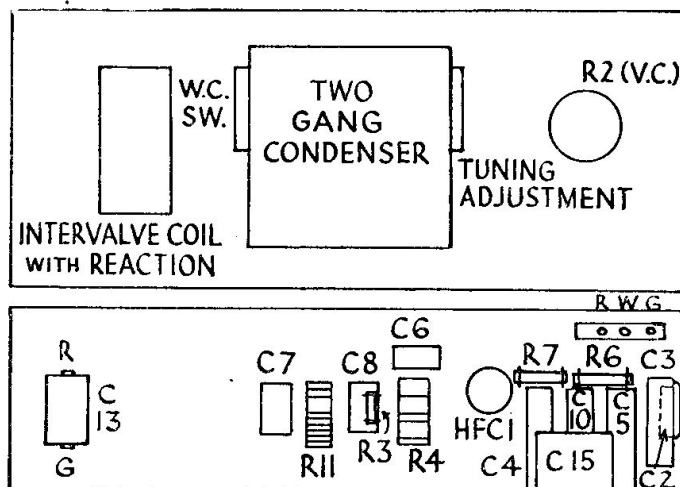 R2 (V.C.)
W.C.
SW.
TWO
GANG
CONDENSER
TUNING
ADJUSTMENT
INTERVALVE COIL
WITH REACTION
R W G
C6
R
C7
C8
R7
R6
C3
C
13
C
10
C
5
HFC1
G
R11
R3
R4
C4
C15
C2